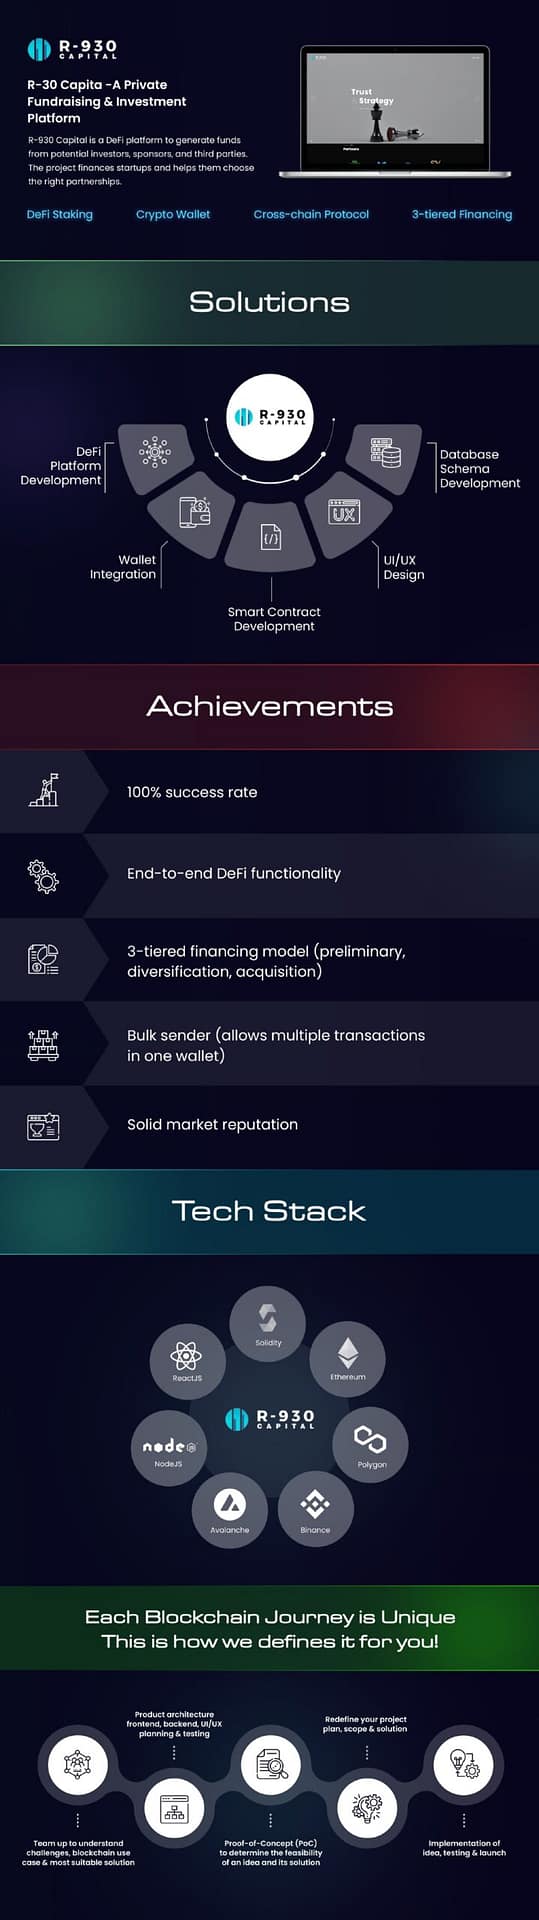 R-930
CAPITAL
R-30 Capita -A Private
Fundraising & Investment
Platform
R-930 Capital is a DeFi platform to generate funds
from potential investors, sponsors, and third parties.
The project finances startups and helps them choose
the right partnerships.
Trust
Strategy
Partners
DeFi Staking
Crypto Wallet
Cross-chain Protocol
3-tiered Financing
Solutions
R-930
CAPITAL
DeFi
Platform
Development
Database
Schema
Development
{/}
UX
Wallet
Integration
UI/UX
Design
Smart Contract
Development
Achievements
100% success rate
End-to-end DeFi functionality
3-tiered financing model (preliminary,
diversification, acquisition)
Bulk sender (allows multiple transactions
in one wallet)
Solid market reputation
Tech Stack
Solidity
ReactJS
Ethereum
R-930
CAPITAL
node
NodeJS
Polygon
Avalanche
Binance
Each Blockchain Journey is Unique
This is how we defines it for you!
Product architecture
frontend, backend, UI/UX
planning & testing
Redefine your project
plan, scope & solution
Team up to understand
challenges, blockchain use
case & most suitable solution
Proof-of-Concept (PoC)
to determine the feasibility
of an idea and its solution
Implementation of
idea, testing & launch